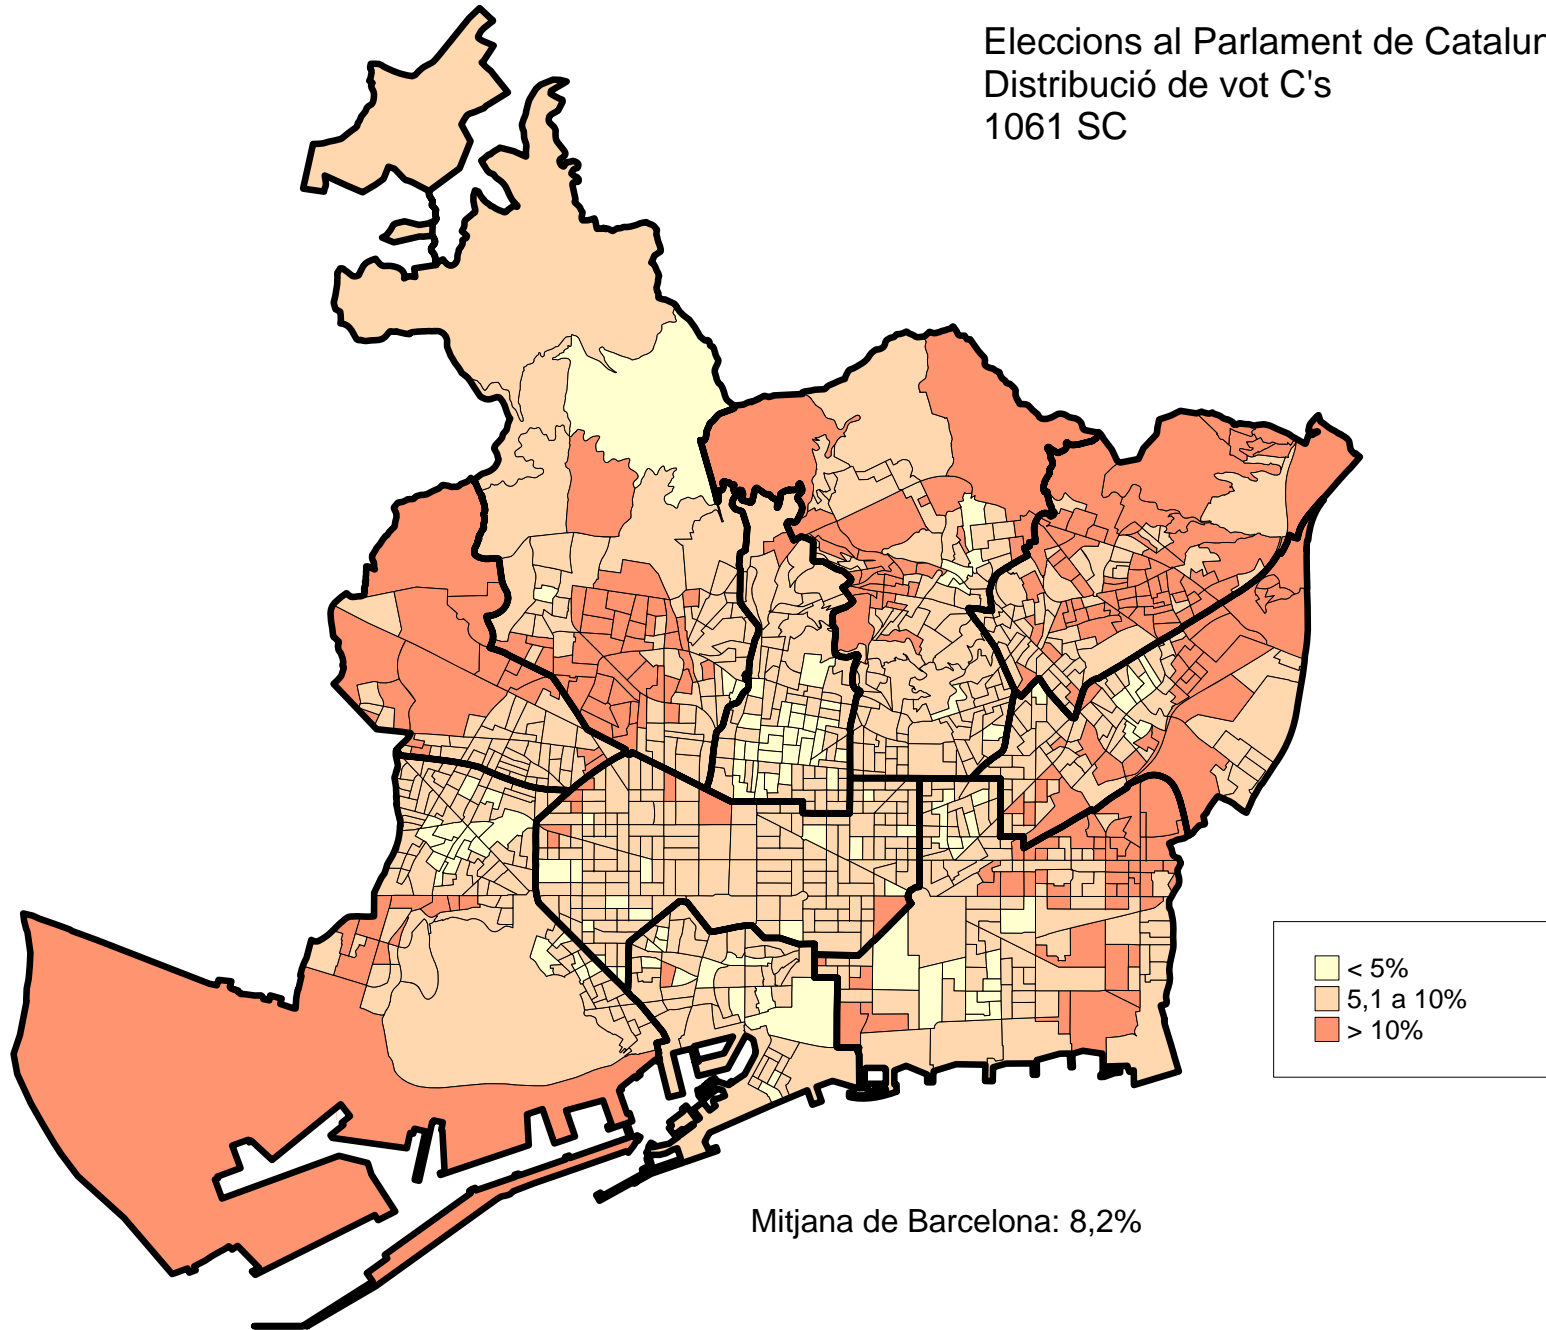 Eleccions al Parlament de
Distribució de vot C's
1061 SC
< 5%
5,1 a 10%
> 10%
Mitjana de Barcelona: 8,2%